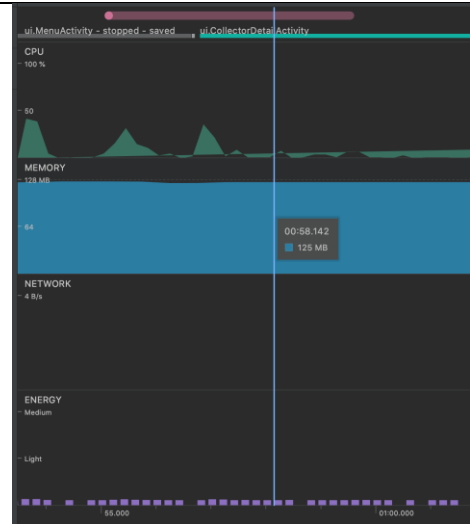 ui.MenuActivity - stopped - saved ui.CollectorDetailActivity
CPU
100 %
50
MEMORY
128 MB
64
00:58.142
125 MB
NETWORK
4 B/s
ENERGY
Medium
Light
55.000 01:00.000